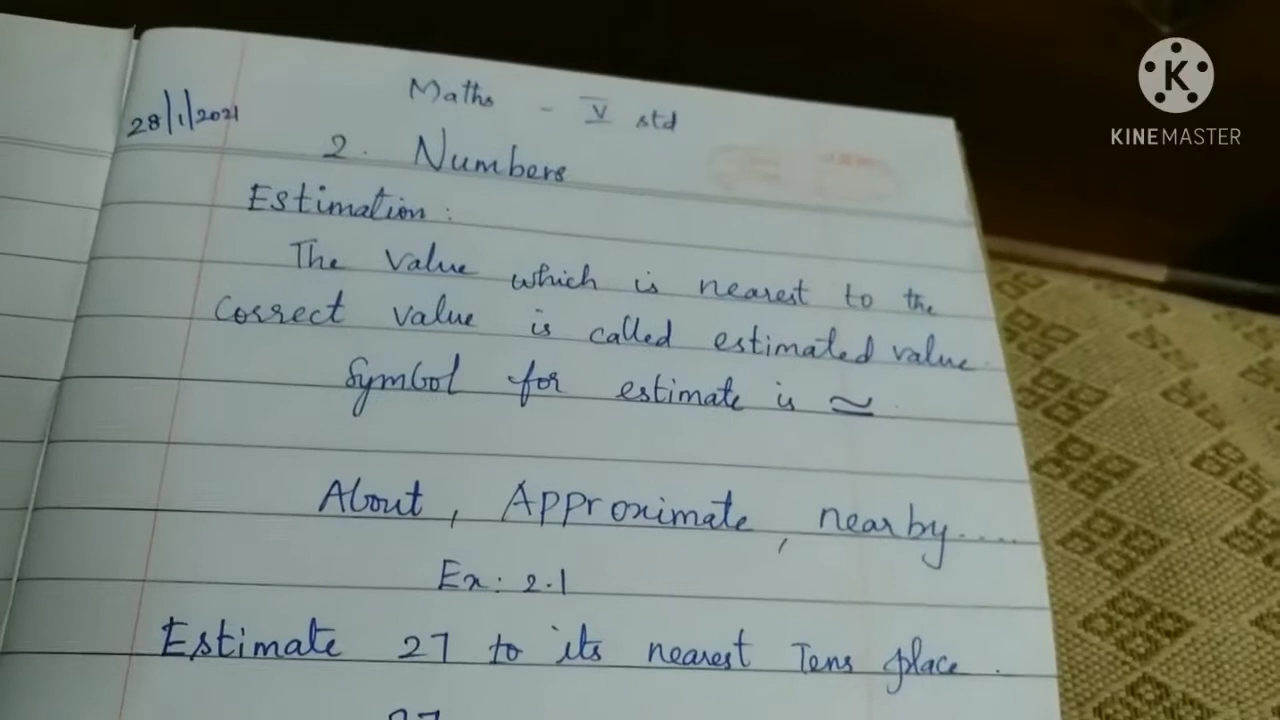 28/1/2021
Maths - V std
2. Numbers
Estimation:
The value which is nearest to the
correct value is called estimated value.
Symbol for estimate is ≃.
About, Approximate, nearby.....
Ex: 2.1
Estimate 27 to its nearest Tens place.
27
K
KINEMASTER